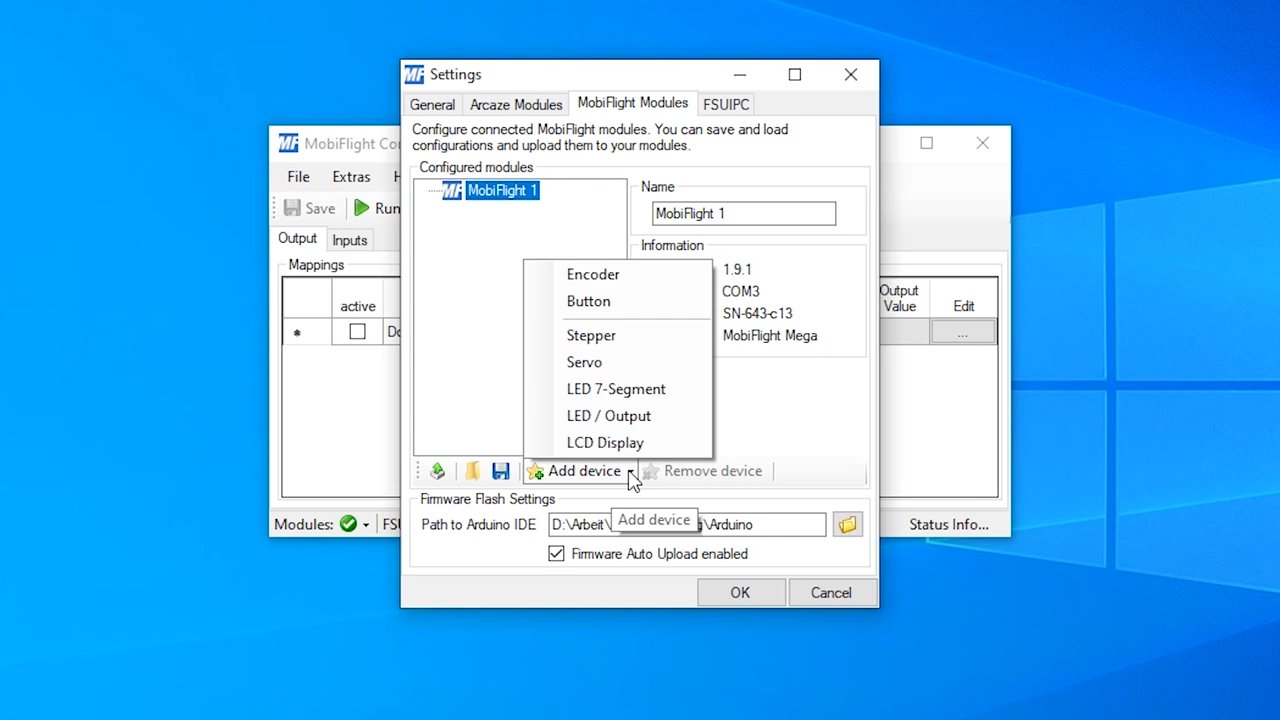 MF Settings
General Arcaze Modules MobiFlight Modules FSUIPC
Configure connected MobiFlight modules. You can save and load
configurations and upload them to your modules.
Configured modules
MF MobiFlight 1
Name
MobiFlight 1
Information
1.9.1
COM3
SN-643-c13
MobiFlight Mega
Encoder
Button
Stepper
Servo
LED 7-Segment
LED / Output
LCD Display
Add device
Remove device
Add device
Firmware Flash Settings
Path to Arduino IDE
D:\Arbeit\
g\Arduino
Firmware Auto Upload enabled
OK
Cancel
MF MobiFlight
File Extras
Save Run
Output Inputs
Mappings
active
Output
Value
Edit
...
Modules:
Status Info...